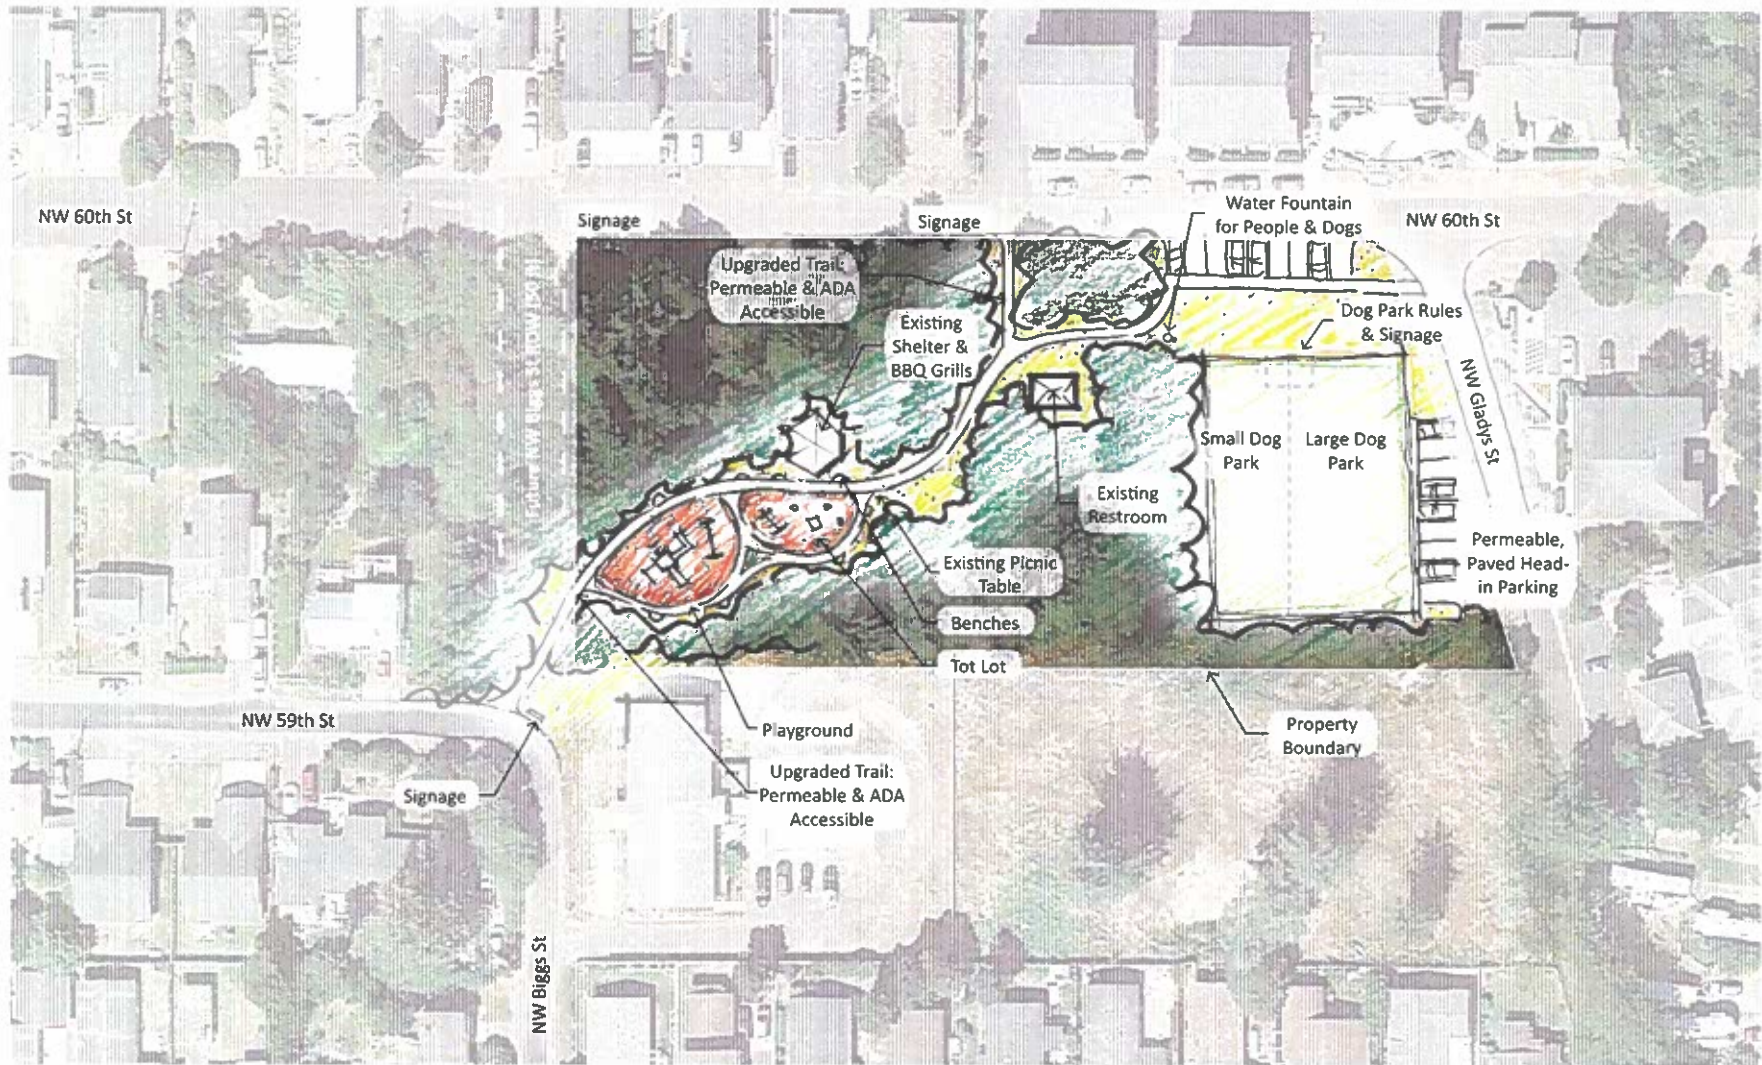 NW 60th St
Signage
Signage
Water Fountain
for People & Dogs
NW 60th St
Upgraded Trail:
Permeable & ADA
Accessible
Existing
Shelter &
BBQ Grills
Dog Park Rules
& Signage
NW Gladys St
Small Dog
Park
Large Dog
Park
Existing
Restroom
Permeable,
Paved Head-
in Parking
Existing Picnic
Table
Benches
Tot Lot
NW 59th St
Playground
Property
Boundary
Upgraded Trail:
Permeable & ADA
Accessible
Signage
NW Biggs St